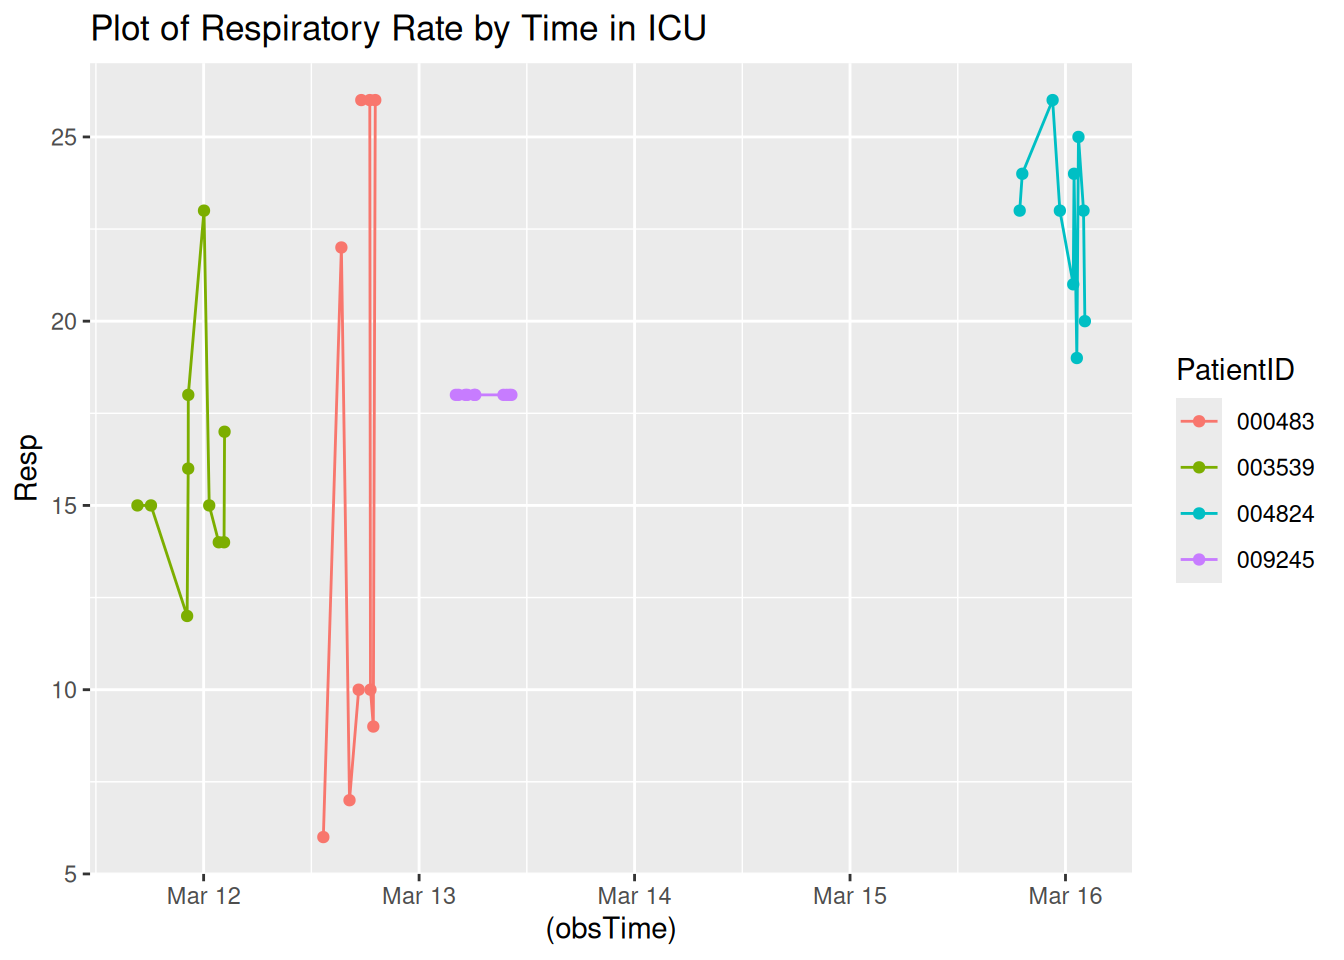 Plot of Respiratory Rate by Time in ICU
25
20
15
10
5
Resp
Mar 12
Mar 13
Mar 14
Mar 15
Mar 16
(obsTime)
PatientID
000483
003539
004824
009245